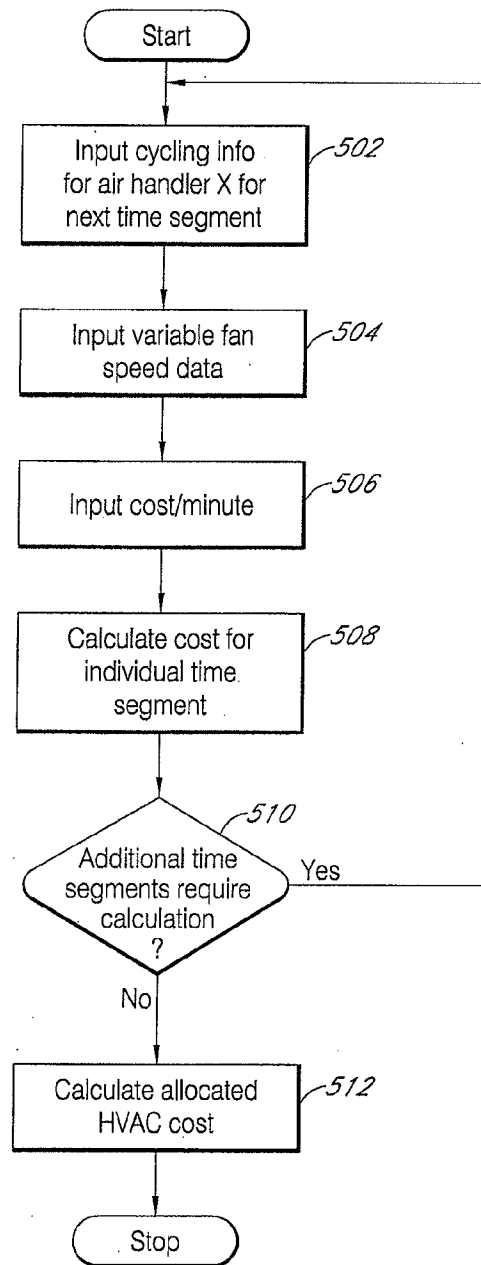 Start
Input cycling info
for air handler X for
next time segment
502
Input variable fan
speed data
504
Input cost/minute
506
Calculate cost for
individual time
segment
508
510
Additional time
segments require
calculation
?
Yes
No
Calculate allocated
HVAC cost
512
Stop